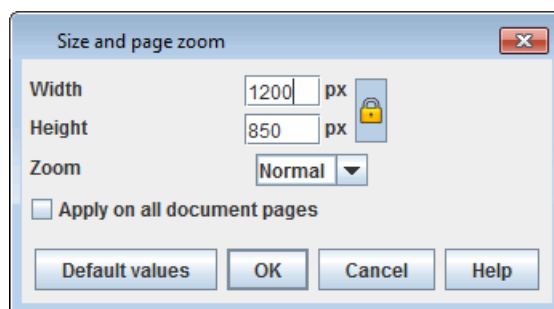 Size and page zoom
Width 1200 px
Height 850 px
Zoom Normal
Apply on all document pages
Default values OK Cancel Help